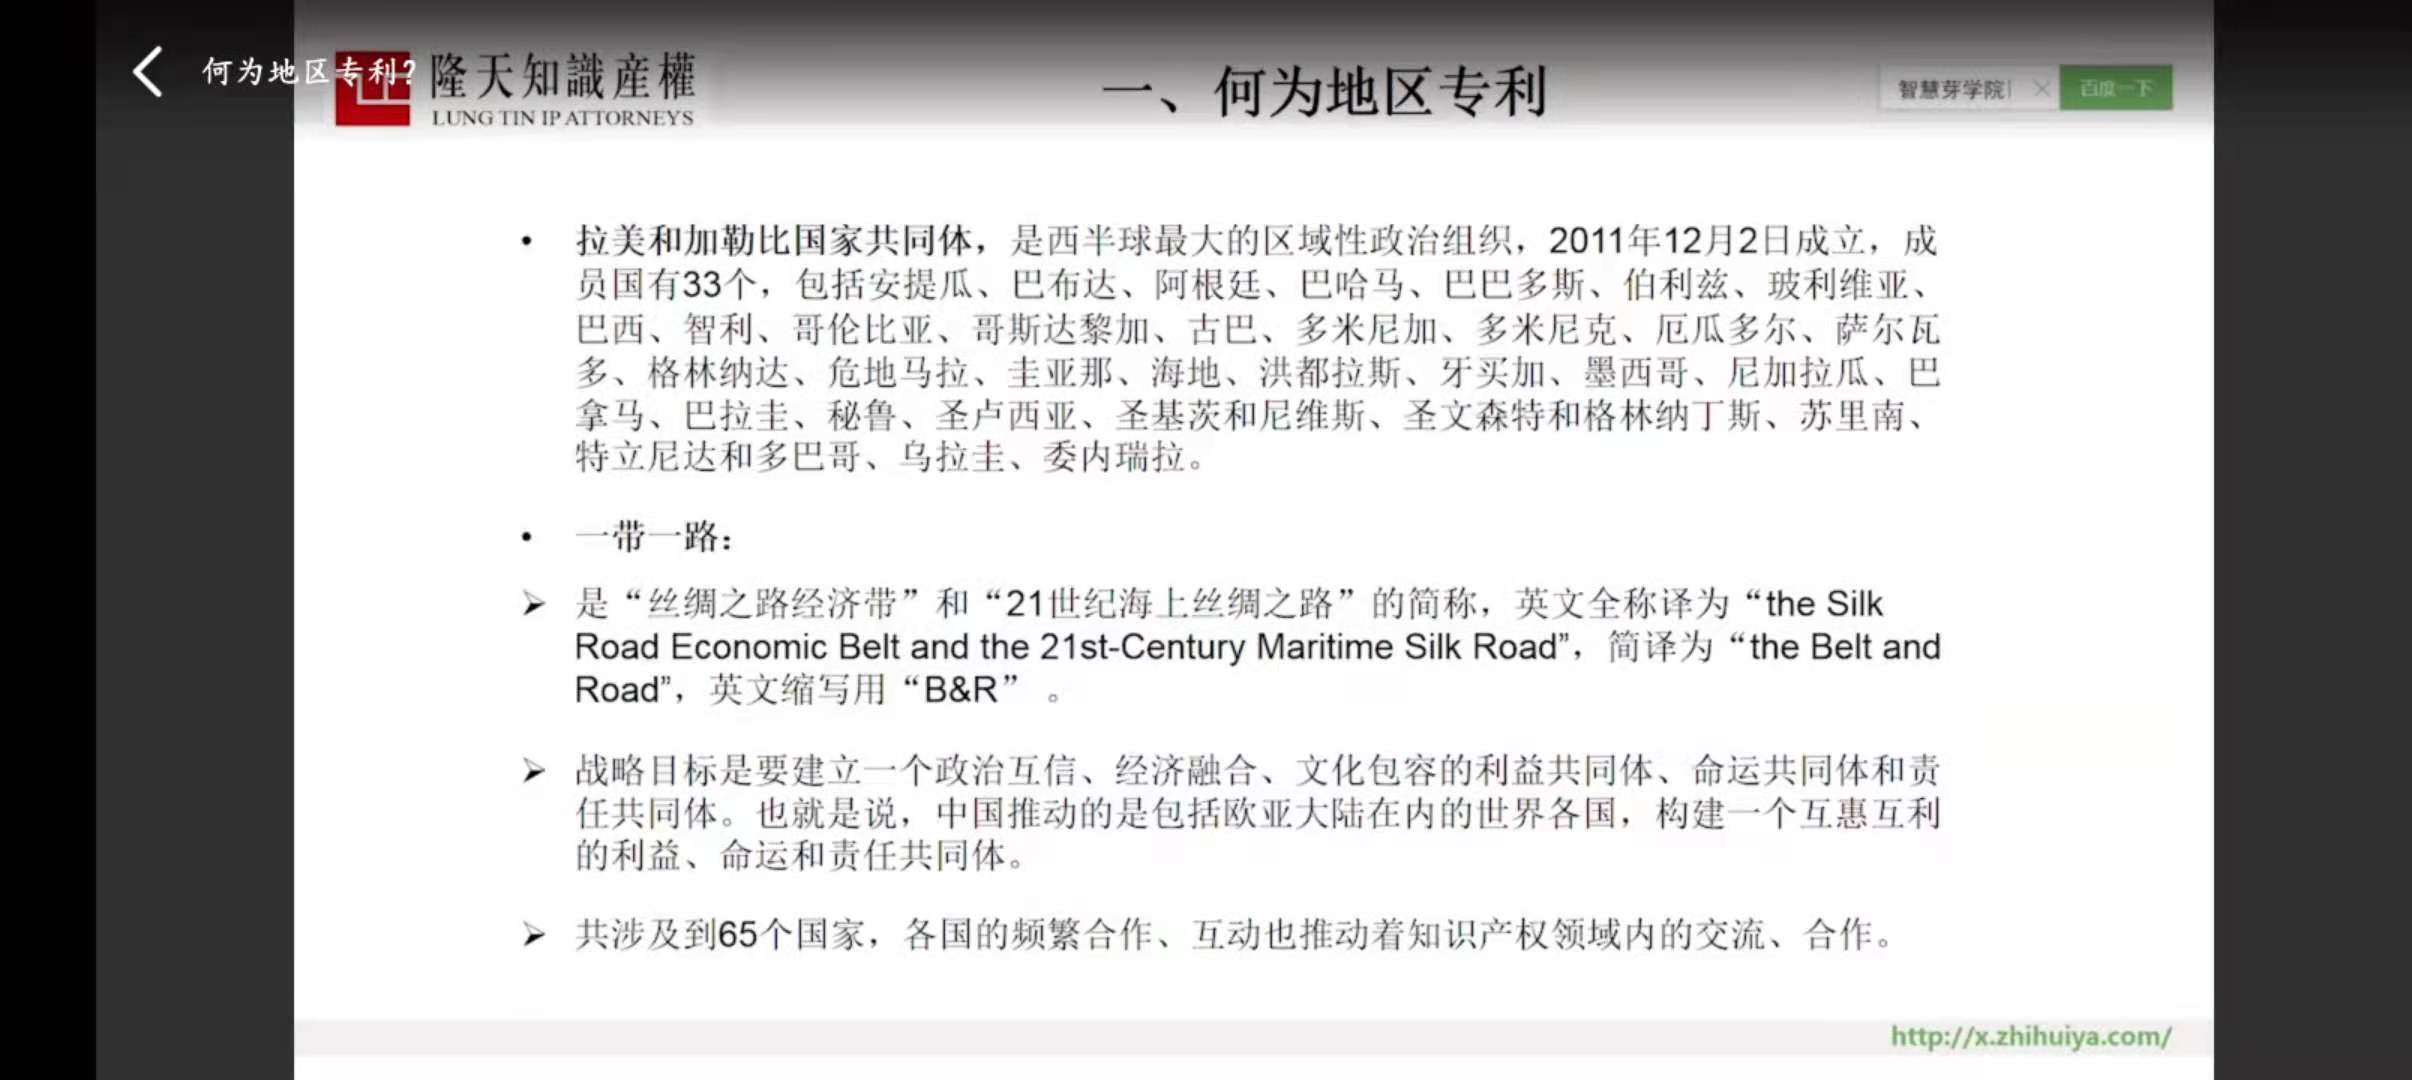 何为地区专利?
隆天知識産權
LUNG TIN IP ATTORNEYS
一、何为地区专利
智慧芽学院
百度一下
• 拉美和加勒比国家共同体，是西半球最大的区域性政治组织，2011年12月2日成立，成
员国有33个，包括安提瓜、巴布达、阿根廷、巴哈马、巴巴多斯、伯利兹、玻利维亚、
巴西、智利、哥伦比亚、哥斯达黎加、古巴、多米尼加、多米尼克、厄瓜多尔、萨尔瓦
多、格林纳达、危地马拉、圭亚那、海地、洪都拉斯、牙买加、墨西哥、尼加拉瓜、巴
拿马、巴拉圭、秘鲁、圣卢西亚、圣基茨和尼维斯、圣文森特和格林纳丁斯、苏里南、
特立尼达和多巴哥、乌拉圭、委内瑞拉。
• 一带一路：
➢ 是“丝绸之路经济带”和“21世纪海上丝绸之路”的简称，英文全称译为“the Silk
Road Economic Belt and the 21st-Century Maritime Silk Road”，简译为“the Belt and
Road”，英文缩写用“B&R” 。
➢ 战略目标是要建立一个政治互信、经济融合、文化包容的利益共同体、命运共同体和责
任共同体。也就是说，中国推动的是包括欧亚大陆在内的世界各国，构建一个互惠互利
的利益、命运和责任共同体。
➢ 共涉及到65个国家，各国的频繁合作、互动也推动着知识产权领域内的交流、合作。
http://x.zhihuiya.com/